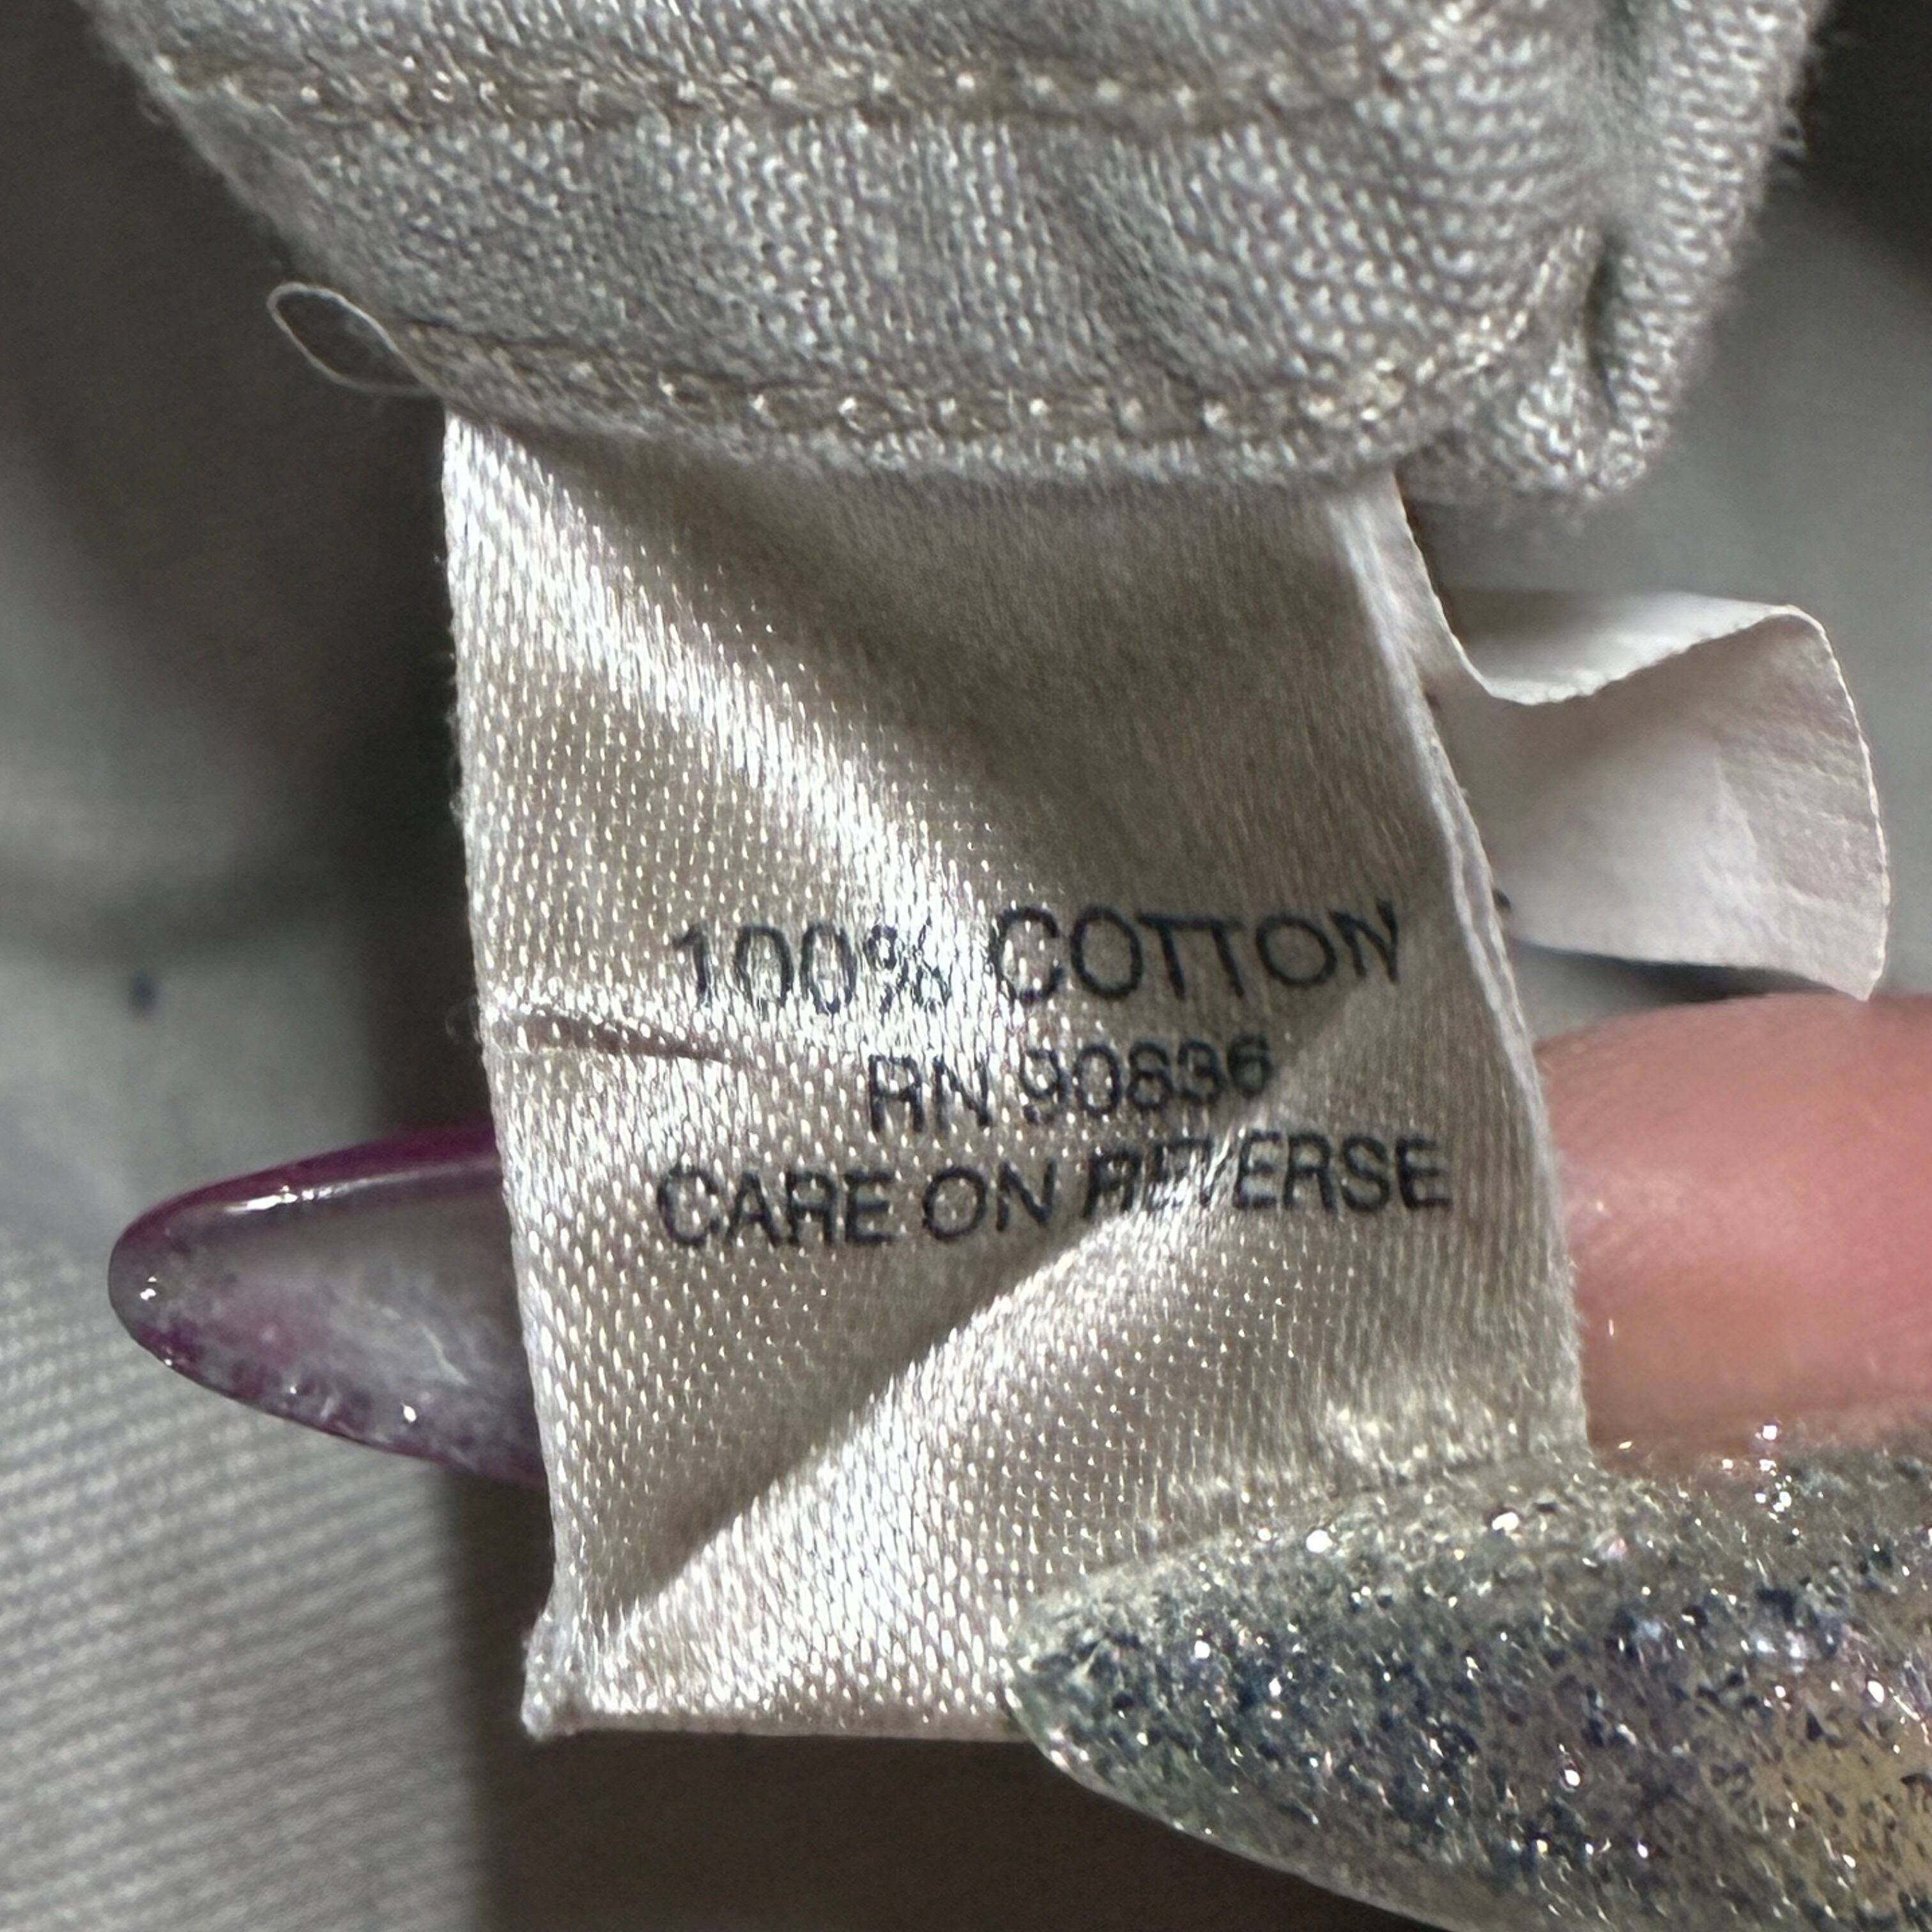 100% COTTON
RN 90836
CARE ON REVERSE